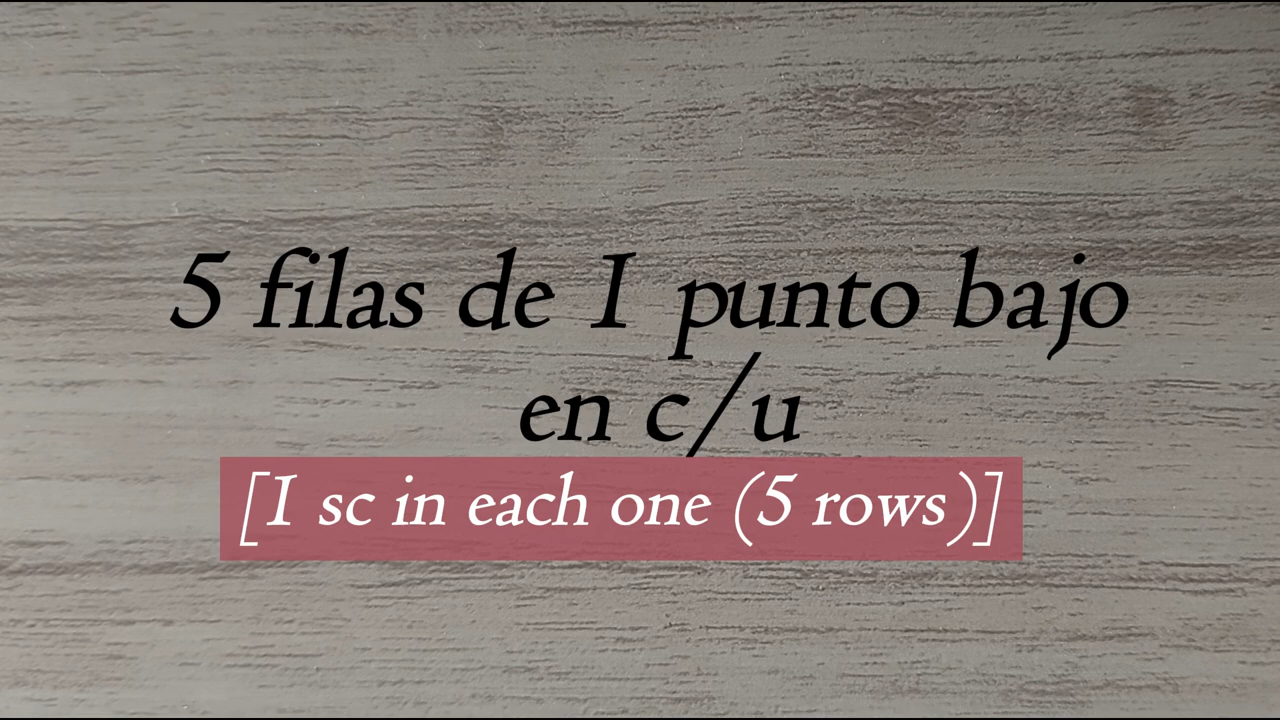 5 filas de 1 punto bajo
en c/u
[1 sc in each one (5 rows)]